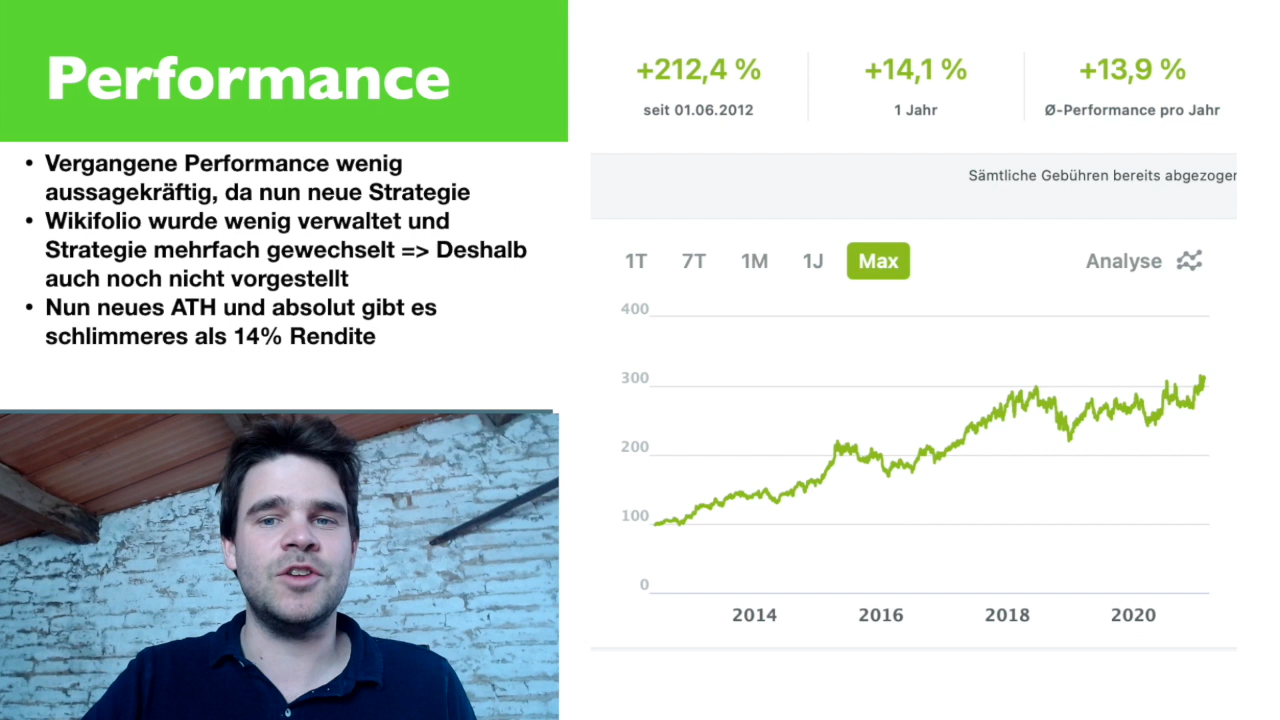 Performance
• Vergangene Performance wenig
aussagekräftig, da nun neue Strategie
• Wikifolio wurde wenig verwaltet und
Strategie mehrfach gewechselt => Deshalb
auch noch nicht vorgestellt
• Nun neues ATH und absolut gibt es
schlimmeres als 14% Rendite
+212,4 % +14,1 % +13,9 %
seit 01.06.2012 1 Jahr Ø-Performance pro Jahr
Sämtliche Gebühren bereits abgezogen
1T 7T 1M 1J Max Analyse
400
300
200
100
0
2014 2016 2018 2020